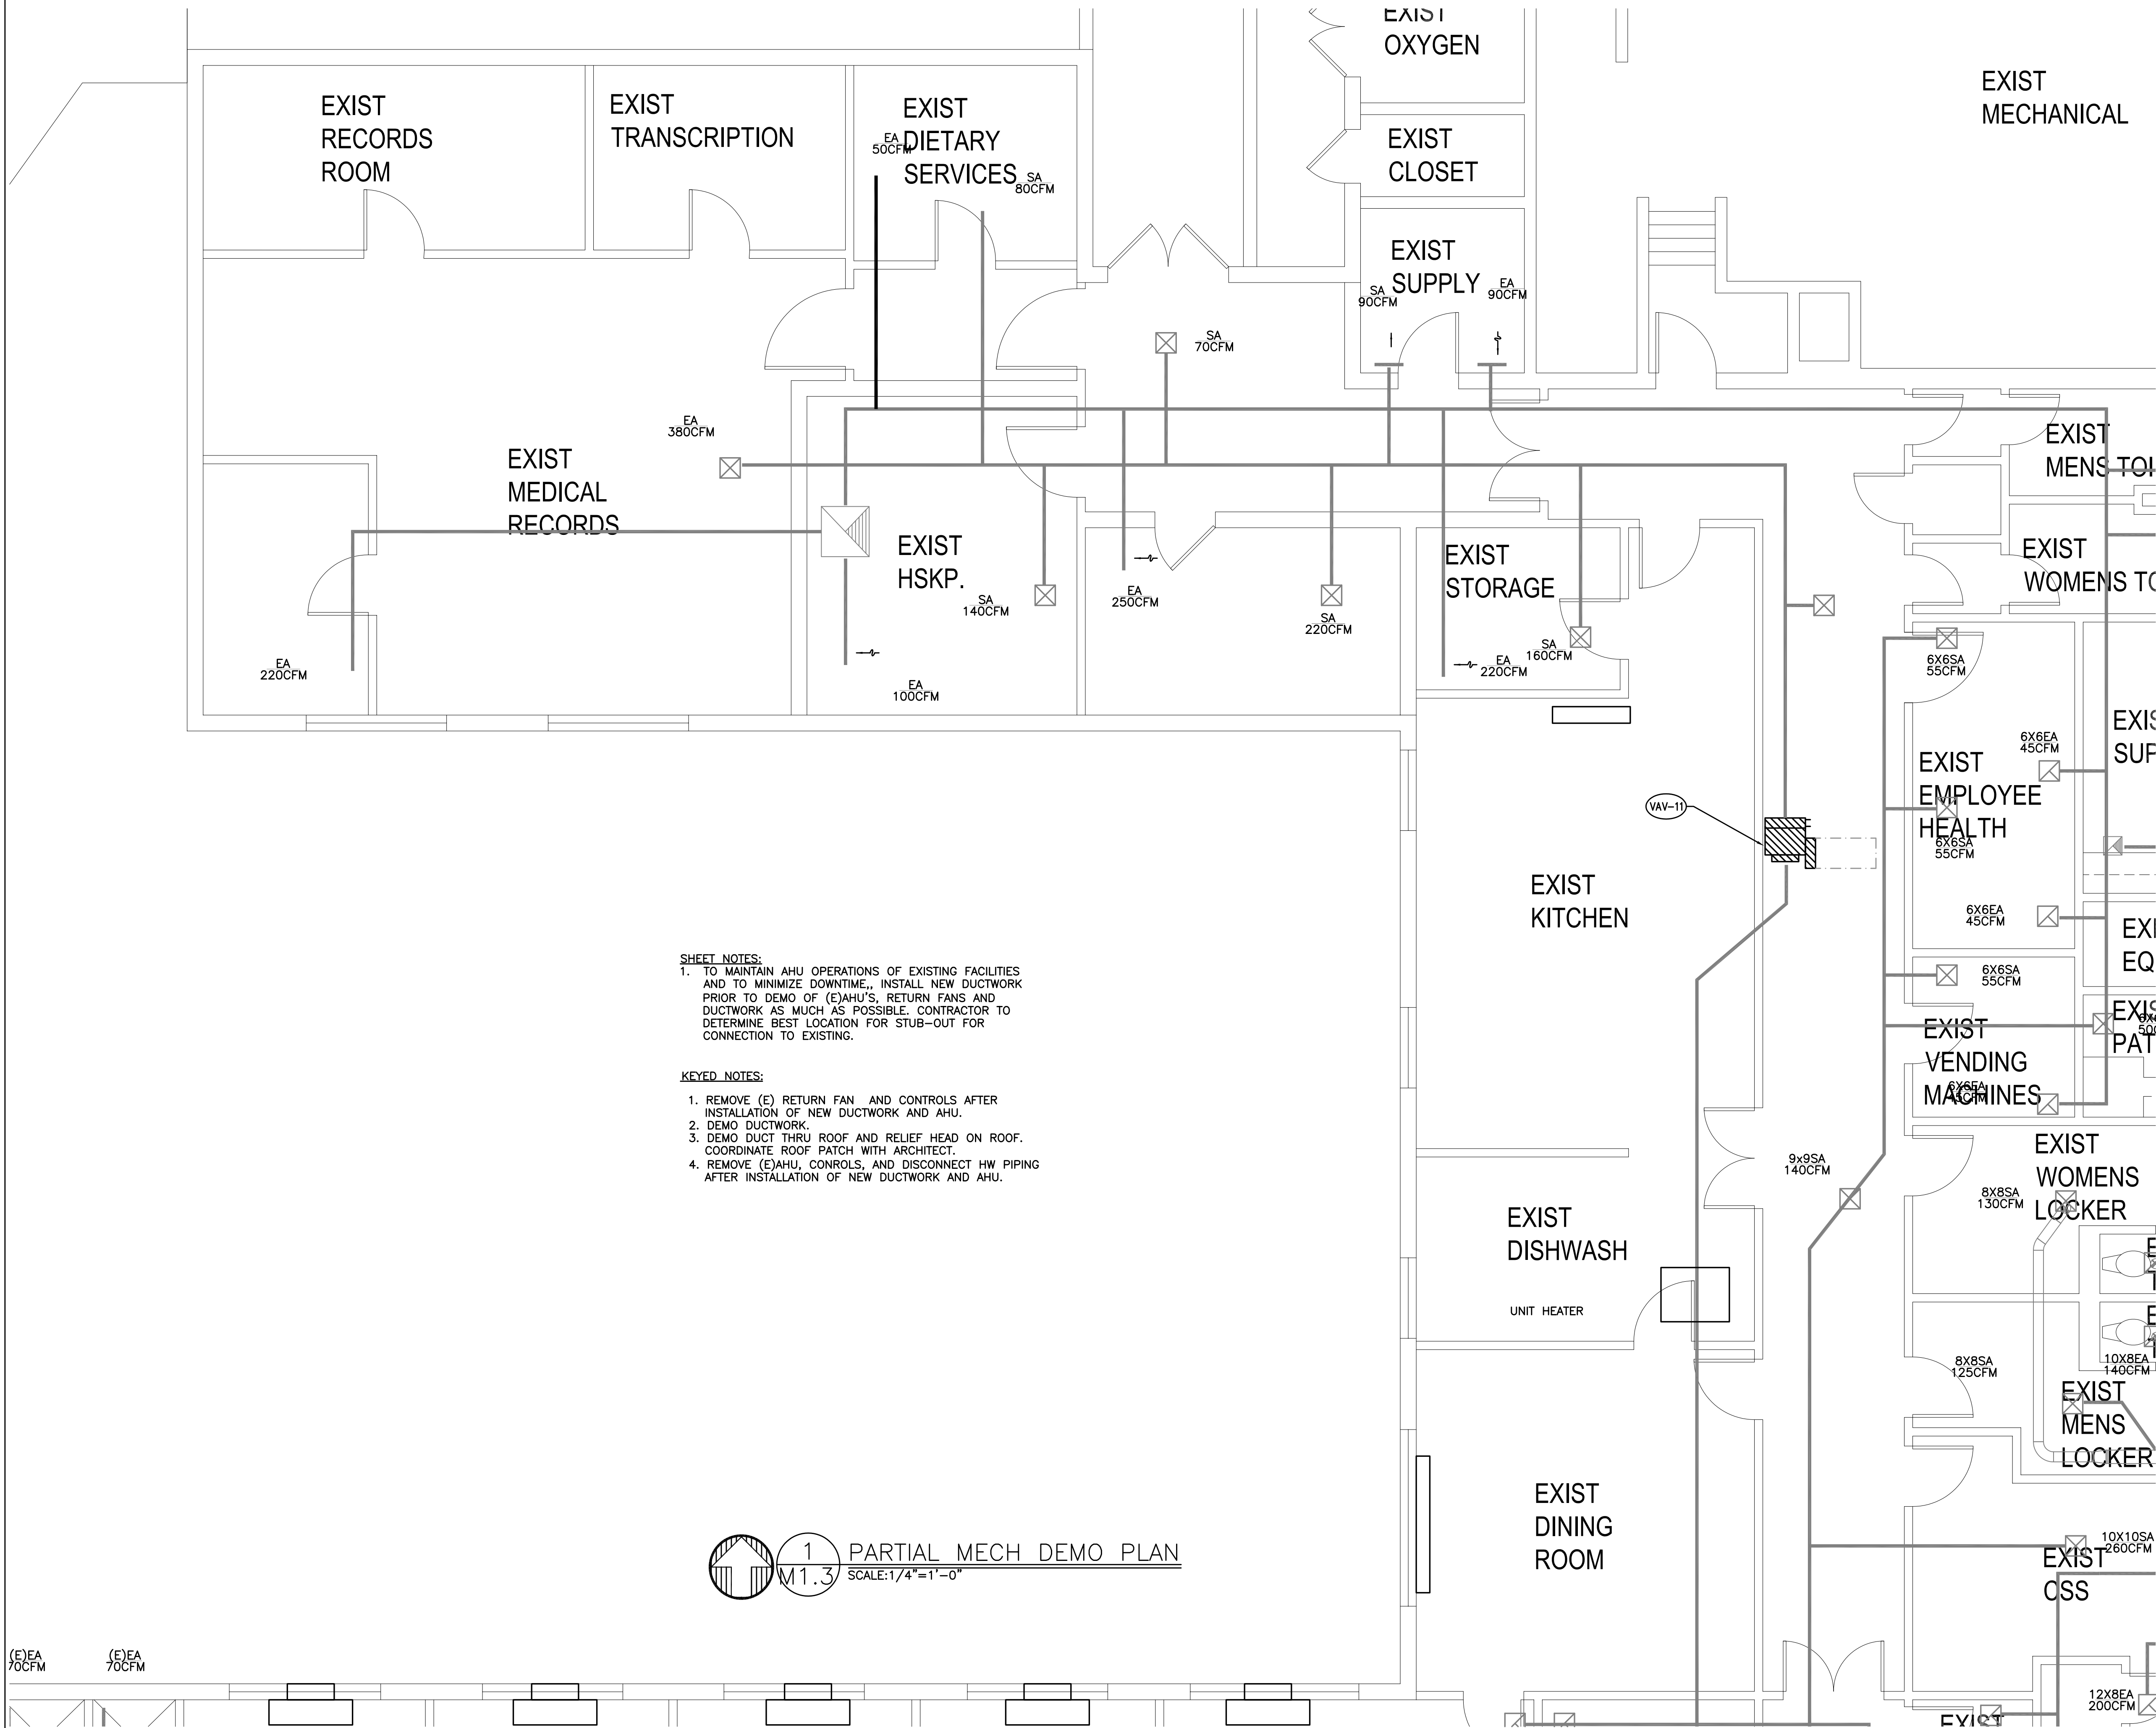 EXIST
OXYGEN
EXIST
MECHANICAL
EXIST
RECORDS
ROOM
EXIST
TRANSCRIPTION
EXIST
DIETARY
SERVICES
EA
50CFM
SA
80CFM
EXIST
CLOSET
EXIST
SUPPLY
SA
90CFM
EA
90CFM
SA
70CFM
EA
380CFM
EXIST
MEDICAL
RECORDS
EXIST
MENS TOI
EXIST
HSKP.
SA
140CFM
EA
250CFM
SA
220CFM
EXIST
STORAGE
SA
160CFM
EA
220CFM
EXIST
WOMENS TO
EA
220CFM
EA
100CFM
6X6SA
55CFM
6X6EA
45CFM
EXIS
SUP
EXIST
EMPLOYEE
HEALTH
6X6SA
55CFM
VAV-11
EXIST
KITCHEN
6X6EA
45CFM
EXI
EQ
6X6SA
55CFM
EXIS
PAT
EXIST
VENDING
MACHINES
6X6EA
45CFM
SHEET NOTES:
1. TO MAINTAIN AHU OPERATIONS OF EXISTING FACILITIES
AND TO MINIMIZE DOWNTIME,, INSTALL NEW DUCTWORK
PRIOR TO DEMO OF (E)AHU'S, RETURN FANS AND
DUCTWORK AS MUCH AS POSSIBLE. CONTRACTOR TO
DETERMINE BEST LOCATION FOR STUB-OUT FOR
CONNECTION TO EXISTING.
KEYED NOTES:
1. REMOVE (E) RETURN FAN AND CONTROLS AFTER
INSTALLATION OF NEW DUCTWORK AND AHU.
2. DEMO DUCTWORK.
3. DEMO DUCT THRU ROOF AND RELIEF HEAD ON ROOF.
COORDINATE ROOF PATCH WITH ARCHITECT.
4. REMOVE (E)AHU, CONROLS, AND DISCONNECT HW PIPING
AFTER INSTALLATION OF NEW DUCTWORK AND AHU.
9x9SA
140CFM
EXIST
WOMENS
LOCKER
8X8SA
130CFM
EXIST
DISHWASH
UNIT HEATER
8X8SA
125CFM
10X8EA
140CFM
EXIST
MENS
LOCKER
EXIST
DINING
ROOM
10X10SA
260CFM
EXIST
CSS
1
M1.3
PARTIAL MECH DEMO PLAN
SCALE:1/4"=1'-0"
(E)EA
70CFM
(E)EA
70CFM
12X8EA
200CFM
EXIST